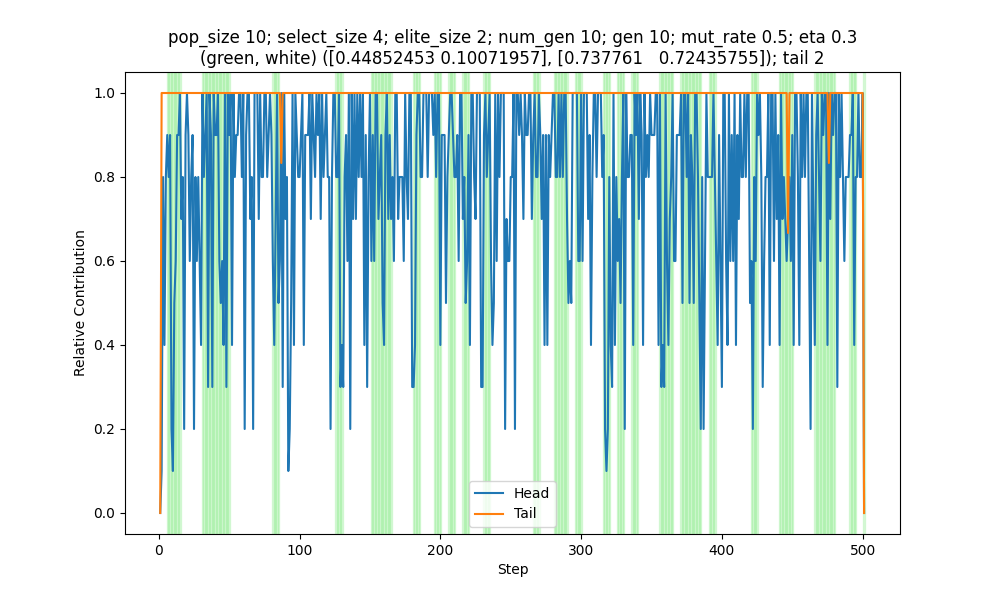 pop_size 10; select_size 4; elite_size 2; num_gen 10; gen 10; mut_rate 0.5; eta 0.3
(green, white) ([0.44852453 0.10071957], [0.737761   0.72435755]); tail 2
Relative Contribution
1.0
0.8
0.6
0.4
0.2
0.0
Head
Tail
0
100
200
300
400
500
Step